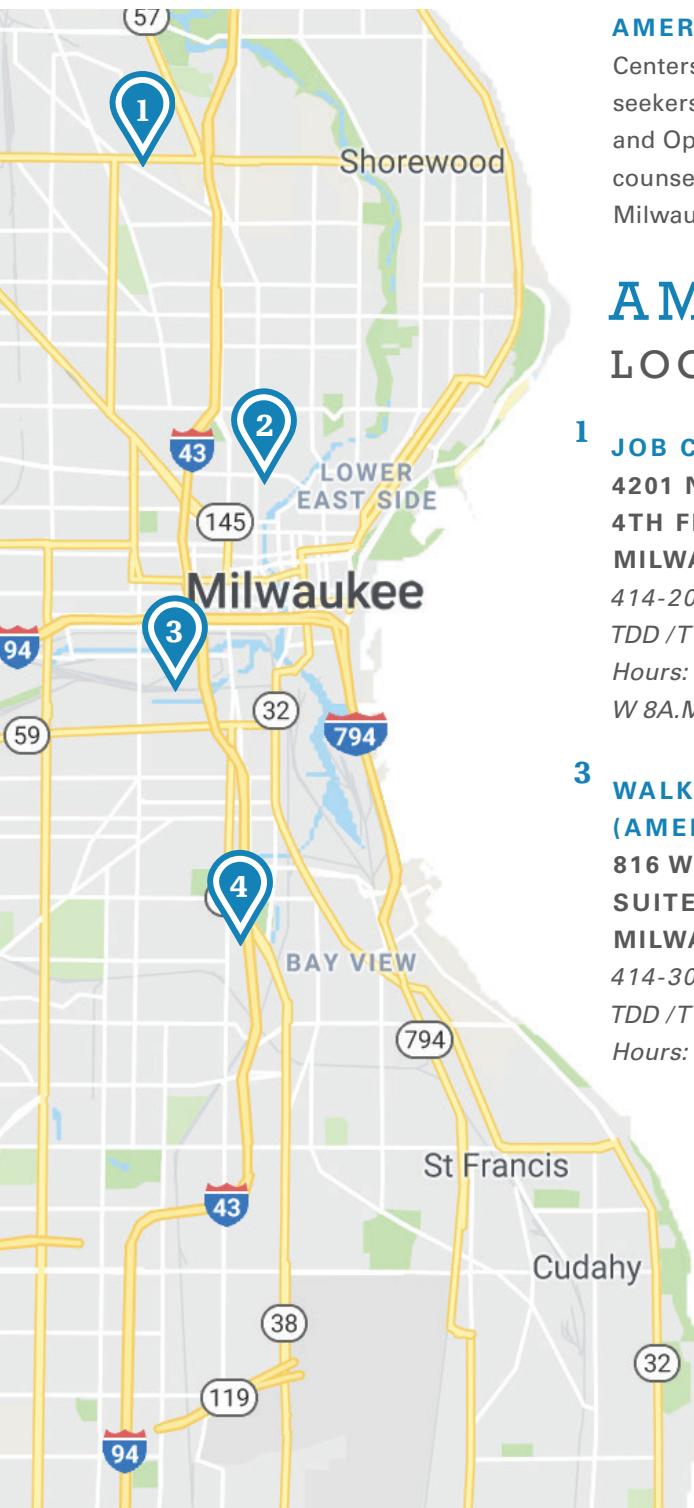 57
1
Shorewood
2
43
LOWER
EAST SIDE
145
Milwaukee
3
94
32
59
794
4
BAY VIEW
794
St Francis
43
Cudahy
38
32
119
94
AMER
Centers
seekers
and Op
counse
Milwau
AM
LOC
1
JOB C
4201 N
4TH F
MILWA
414-20
TDD / T
Hours:
W 8A.M
3
WALK
(AME
816 W
SUITE
MILWA
414-30
TDD / T
Hours: